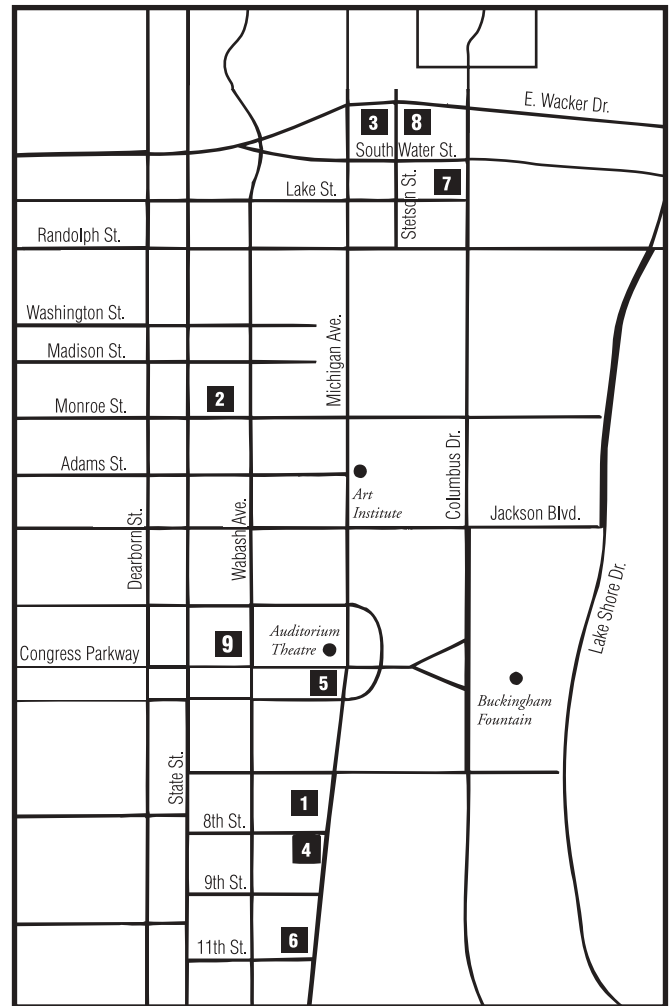 E. Wacker Dr.
3
8
South Water St.
7
Lake St.
Stetson St.
Randolph St.
Washington St.
Madison St.
Michigan Ave.
2
Monroe St.
Adams St.
Art
Institute
Columbus Dr.
Jackson Blvd.
Dearborn St.
Wabash Ave.
Lake Shore Dr.
Congress Parkway
9
Auditorium
Theatre
5
Buckingham
Fountain
State St.
1
8th St.
4
9th St.
6
11th St.